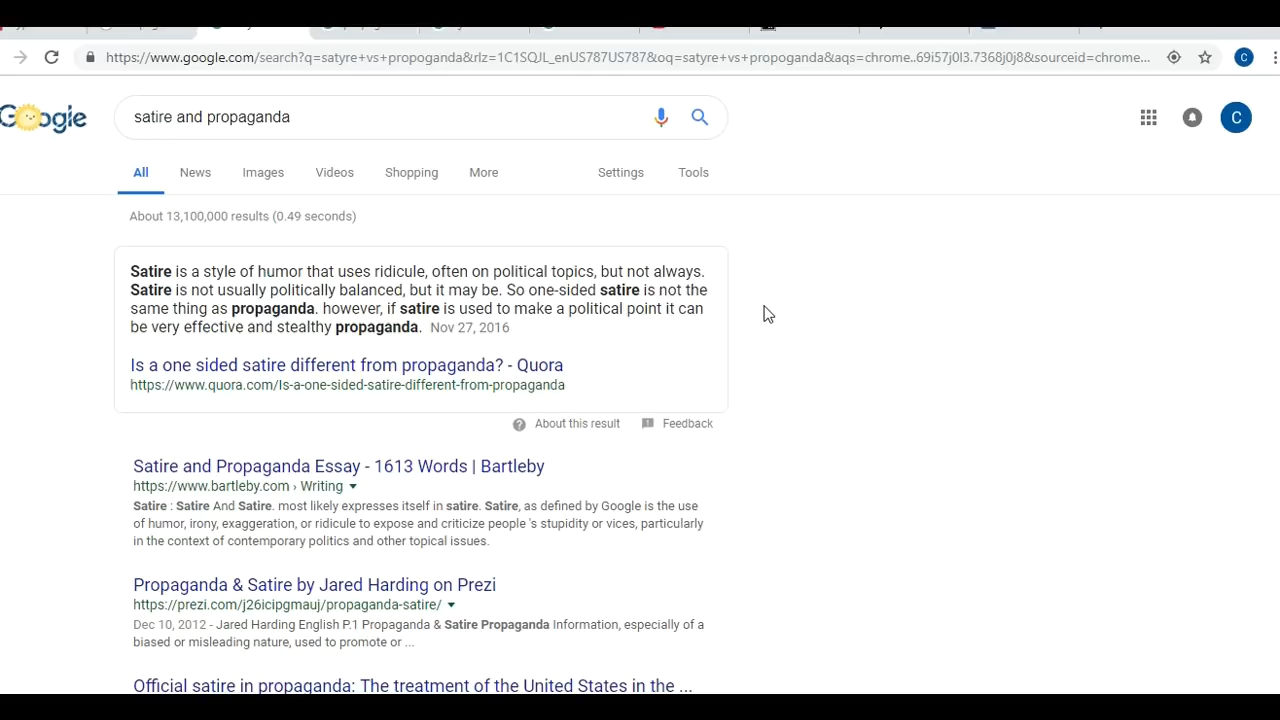 https://www.google.com/search?q=satyre+vs+propoganda&rlz=1C1SQJL_enUS787US787&oq=satyre+vs+propoganda&aqs=chrome..69i57j0l3.7368j0j8&sourceid=chrome...
C
Google
satire and propaganda
C
All News Images Videos Shopping More Settings Tools
About 13,100,000 results (0.49 seconds)
Satire is a style of humor that uses ridicule, often on political topics, but not always.
Satire is not usually politically balanced, but it may be. So one-sided satire is not the
same thing as propaganda. however, if satire is used to make a political point it can
be very effective and stealthy propaganda. Nov 27, 2016
Is a one sided satire different from propaganda? - Quora
https://www.quora.com/Is-a-one-sided-satire-different-from-propaganda
About this result Feedback
Satire and Propaganda Essay - 1613 Words | Bartleby
https://www.bartleby.com › Writing
Satire : Satire And Satire. most likely expresses itself in satire. Satire, as defined by Google is the use
of humor, irony, exaggeration, or ridicule to expose and criticize people 's stupidity or vices, particularly
in the context of contemporary politics and other topical issues.
Propaganda & Satire by Jared Harding on Prezi
https://prezi.com/j26icipgmauj/propaganda-satire/
Dec 10, 2012 - Jared Harding English P.1 Propaganda & Satire Propaganda Information, especially of a
biased or misleading nature, used to promote or ...
Official satire in propaganda: The treatment of the United States in the ...